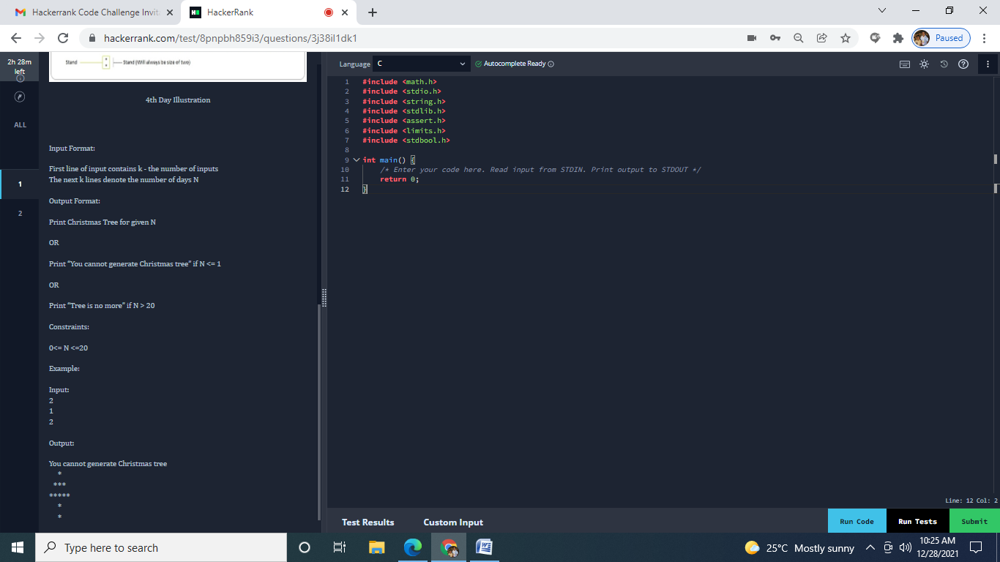 Hackerrank Code Challenge Invit
HackerRank
hackerrank.com/test/8pnpbh859i3/questions/3j38il1dk1
Paused
2h 28m
left
ALL
1
2
Stand
Stand (Will always be size of two)
4th Day Illustration
Input Format:
First line of input contains k - the number of inputs
The next k lines denote the number of days N
Output Format:
Print Christmas Tree for given N
OR
Print “You cannot generate Christmas tree” if N <= 1
OR
Print “Tree is no more” if N > 20
Constraints:
0<= N <=20
Example:
Input:
2
1
2
Output:
You cannot generate Christmas tree
*
***
*****
*
*
Language C
Autocomplete Ready
1 #include <math.h>
2 #include <stdio.h>
3 #include <string.h>
4 #include <stdlib.h>
5 #include <assert.h>
6 #include <limits.h>
7 #include <stdbool.h>
8
9 int main() {
10 /* Enter your code here. Read input from STDIN. Print output to STDOUT */
11 return 0;
12 }
Line: 12 Col: 2
Test Results
Custom Input
Run Code
Run Tests
Submit
Type here to search
25°C Mostly sunny
10:25 AM
12/28/2021